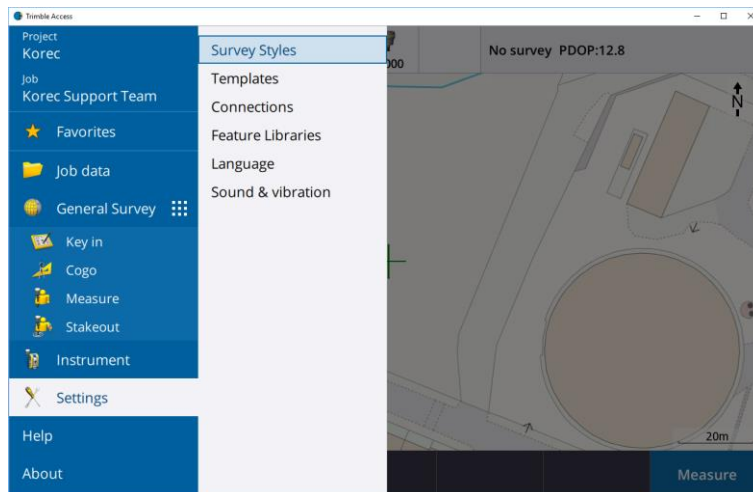 Trimble Access
Project
Korec
Job
Korec Support Team
Favorites
Job data
General Survey
Key in
Cogo
Measure
Stakeout
Instrument
Settings
Help
About
Survey Styles
Templates
Connections
Feature Libraries
Language
Sound & vibration
No survey PDOP:12.8
N
20m
Measure